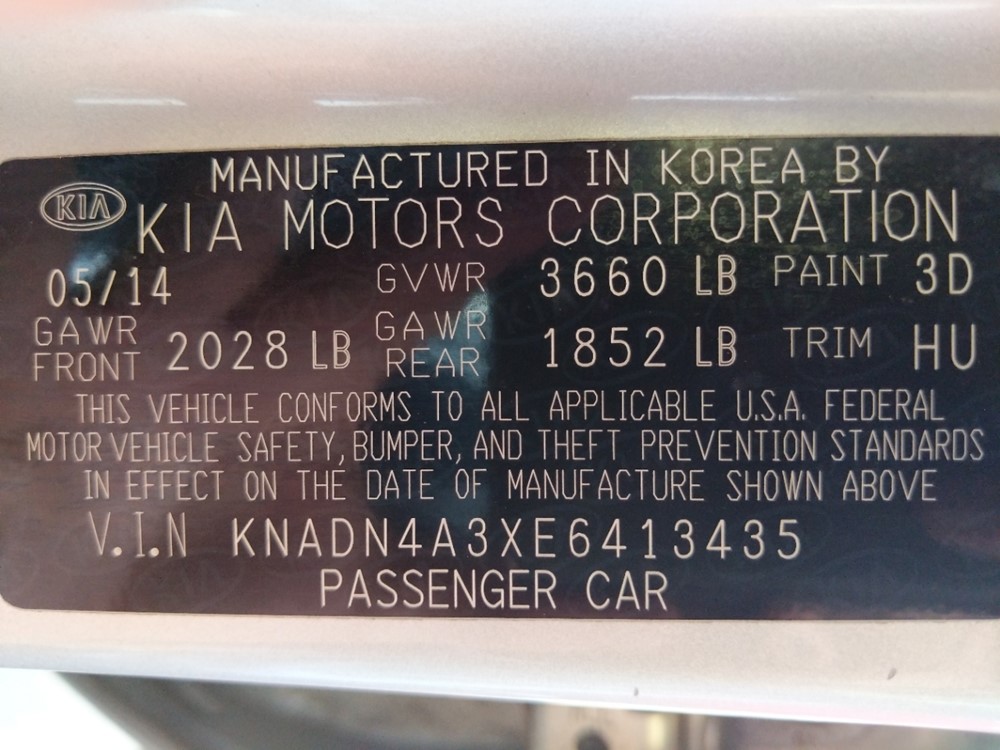 MANUFACTURED IN KOREA BY
KIA KIA MOTORS CORPORATION
05/14 GVWR 3660 LB PAINT 3D
GAWR FRONT 2028 LB GAWR REAR 1852 LB TRIM HU
THIS VEHICLE CONFORMS TO ALL APPLICABLE U.S.A. FEDERAL
MOTOR VEHICLE SAFETY, BUMPER, AND THEFT PREVENTION STANDARDS
IN EFFECT ON THE DATE OF MANUFACTURE SHOWN ABOVE
V.I.N KNADN4A3XE6413435
PASSENGER CAR